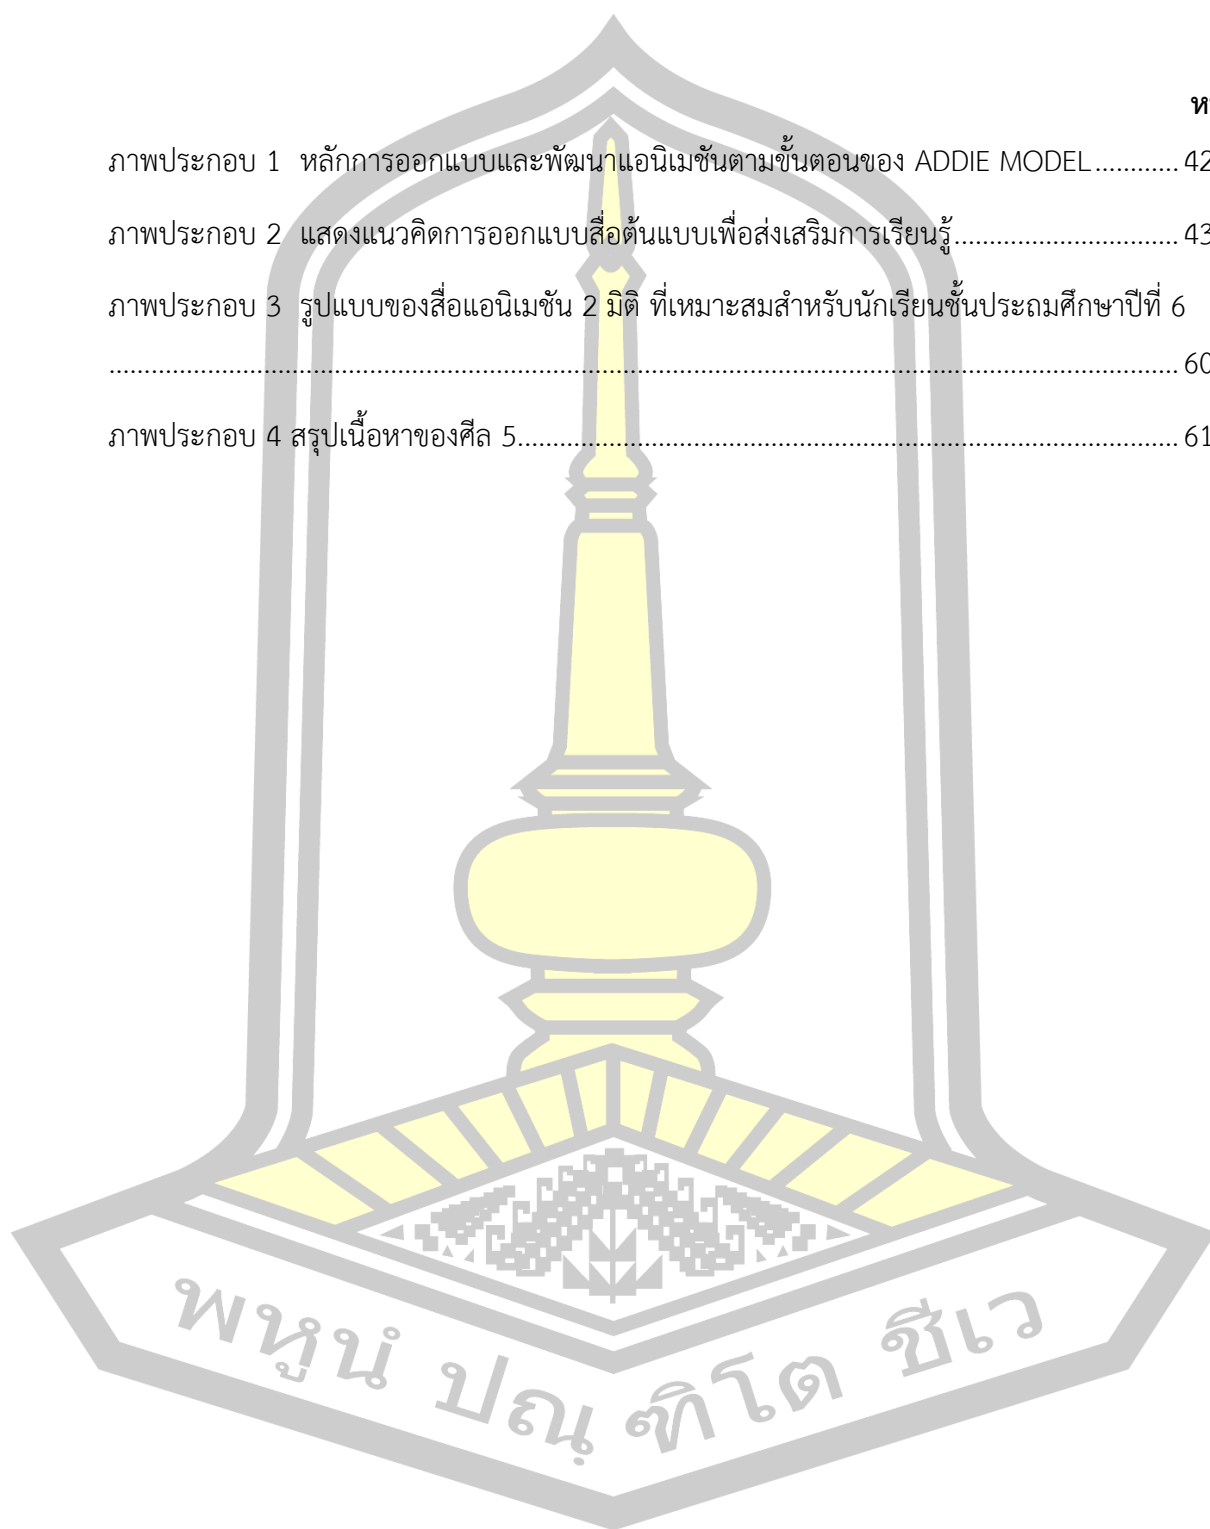 ภาพประกอบ 1 หลักการออกแบบและพัฒนาแอนิเมชันตามขั้นตอนของ ADDIE MODEL............ 42
ภาพประกอบ 2 แสดงแนวคิดการออกแบบสื่อต้นแบบเพื่อส่งเสริมการเรียนรู้................................ 43
ภาพประกอบ 3 รูปแบบของสื่อแอนิเมชัน 2 มิติ ที่เหมาะสมสำหรับนักเรียนชั้นประถมศึกษาปีที่ 6
........................................................................................................................................................ 60
ภาพประกอบ 4 สรุปเนื้อหาของศีล 5.............................................................................................. 61
พหูนํ ปณฺฑิโต ชีเว